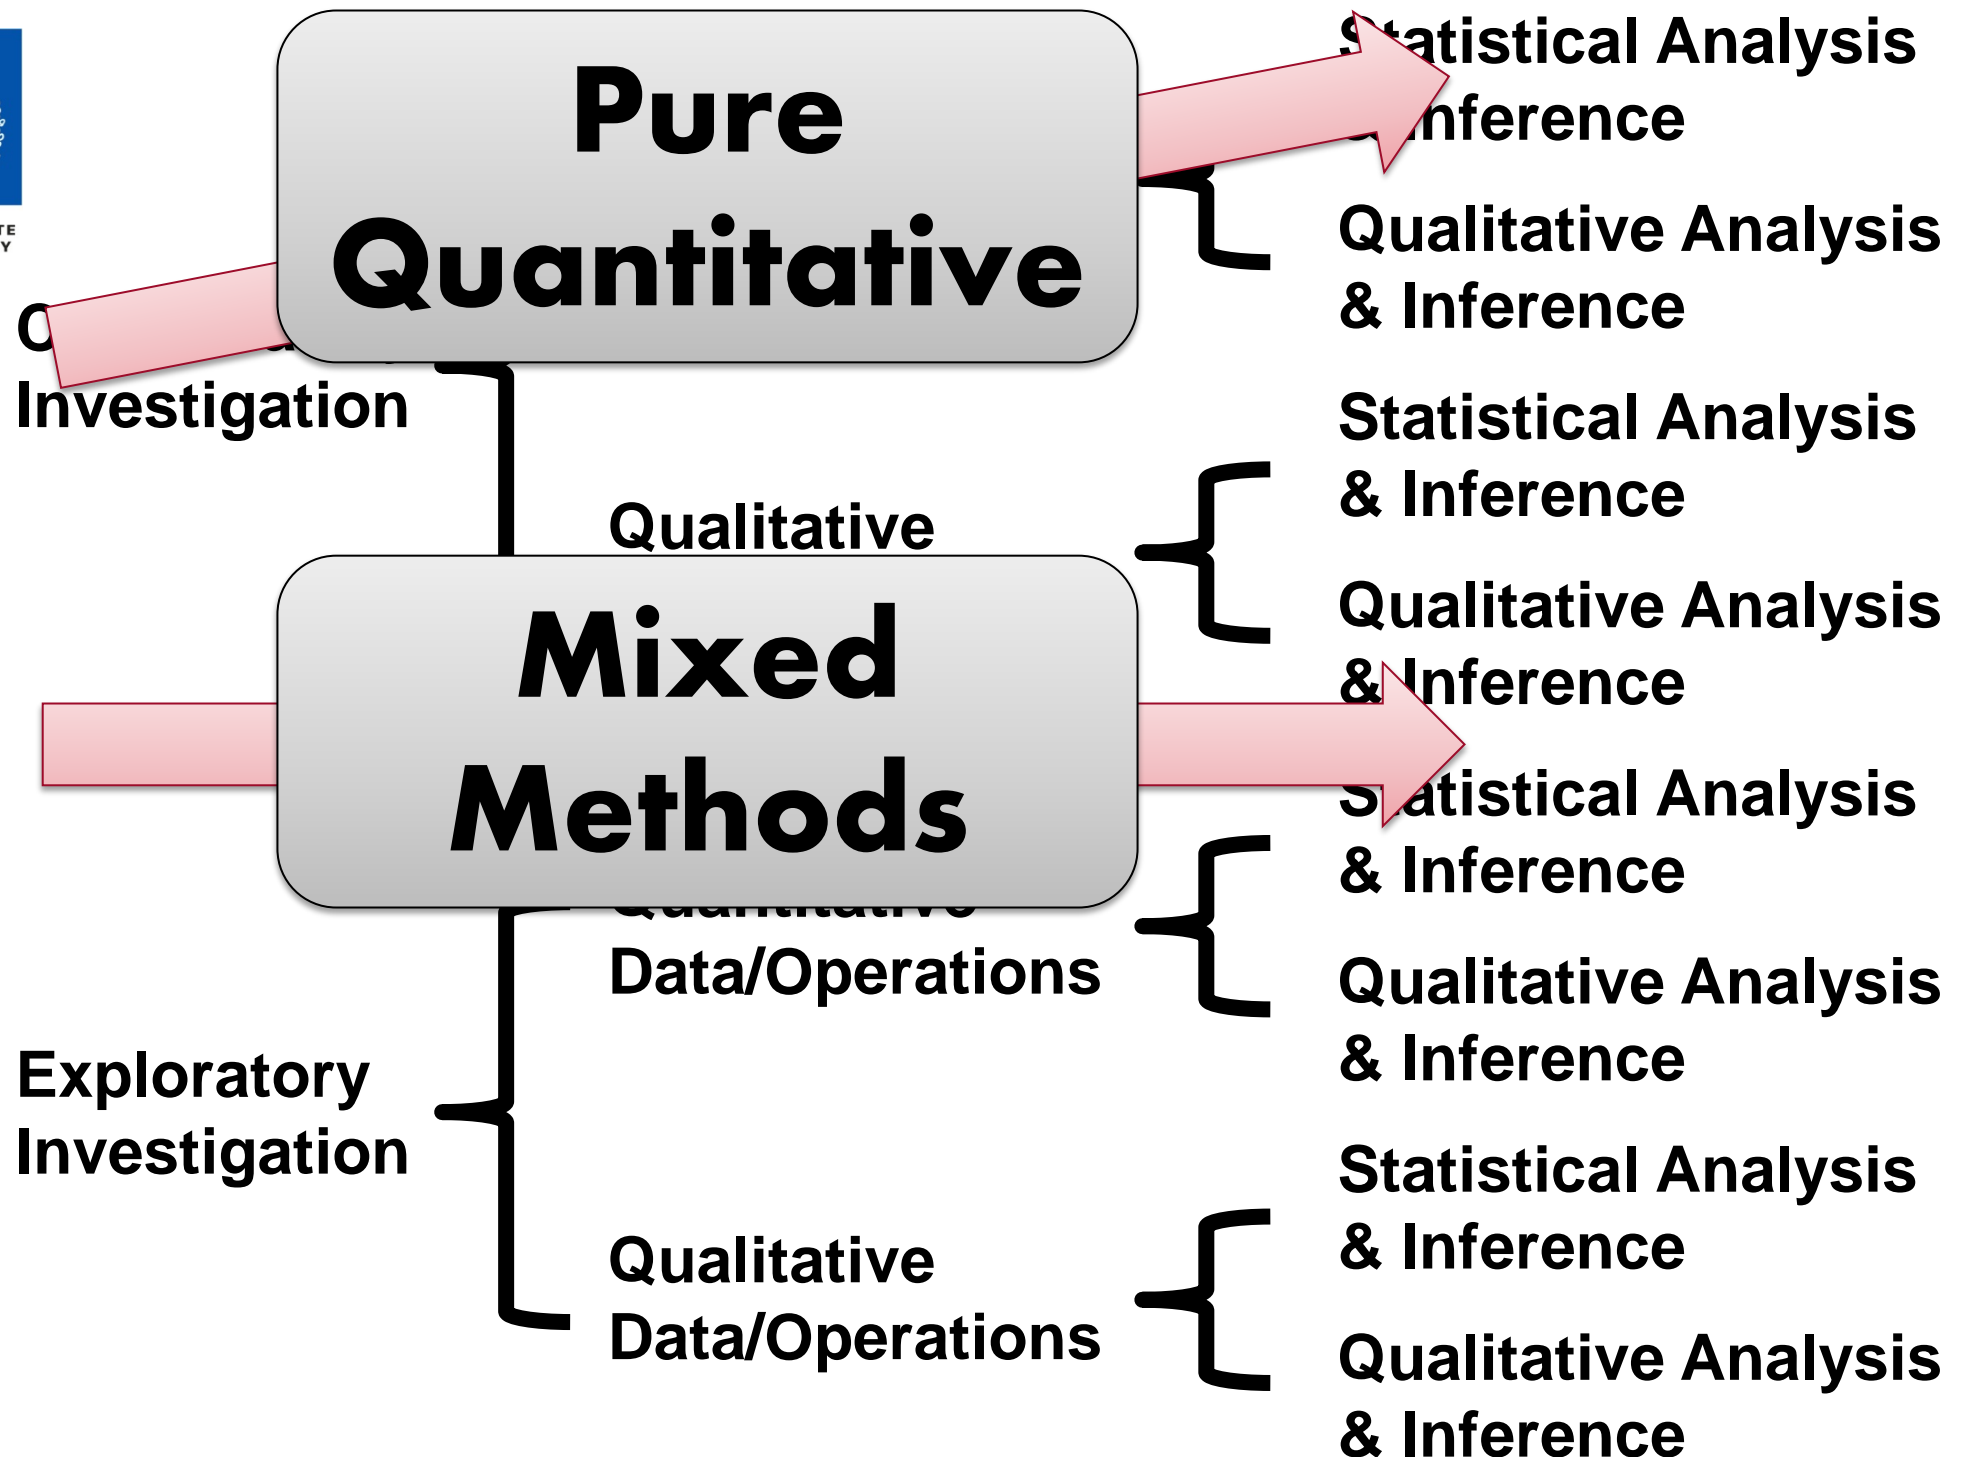 Pure
Quantitative
Statistical Analysis
& Inference
Qualitative Analysis
& Inference
Investigation
Statistical Analysis
& Inference
Qualitative
Qualitative Analysis
& Inference
Mixed
Methods
Statistical Analysis
& Inference
Quantitative
Data/Operations
Qualitative Analysis
& Inference
Exploratory
Investigation
Statistical Analysis
& Inference
Qualitative
Data/Operations
Qualitative Analysis
& Inference